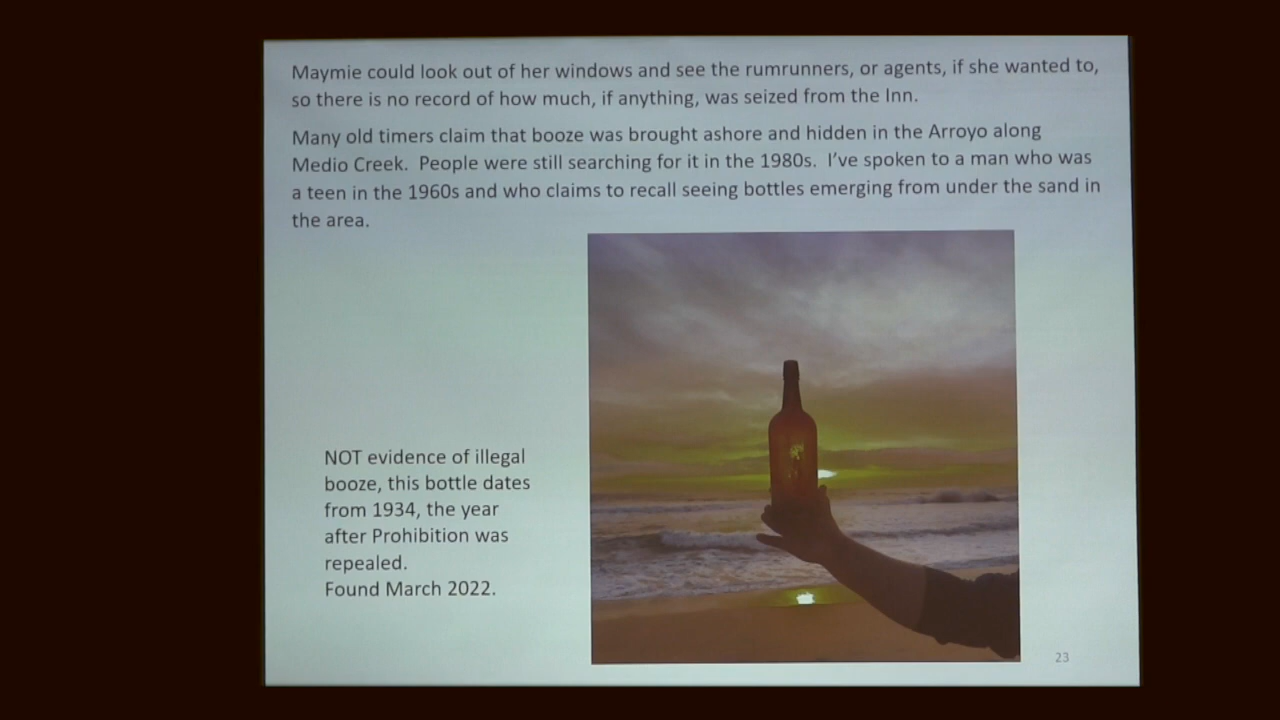 Maymie could look out of her windows and see the rumrunners, or agents, if she wanted to,
so there is no record of how much, if anything, was seized from the Inn.
Many old timers claim that booze was brought ashore and hidden in the Arroyo along
Medio Creek.  People were still searching for it in the 1980s.  I've spoken to a man who was
a teen in the 1960s and who claims to recall seeing bottles emerging from under the sand in
the area.
NOT evidence of illegal
booze, this bottle dates
from 1934, the year
after Prohibition was
repealed.
Found March 2022.
23